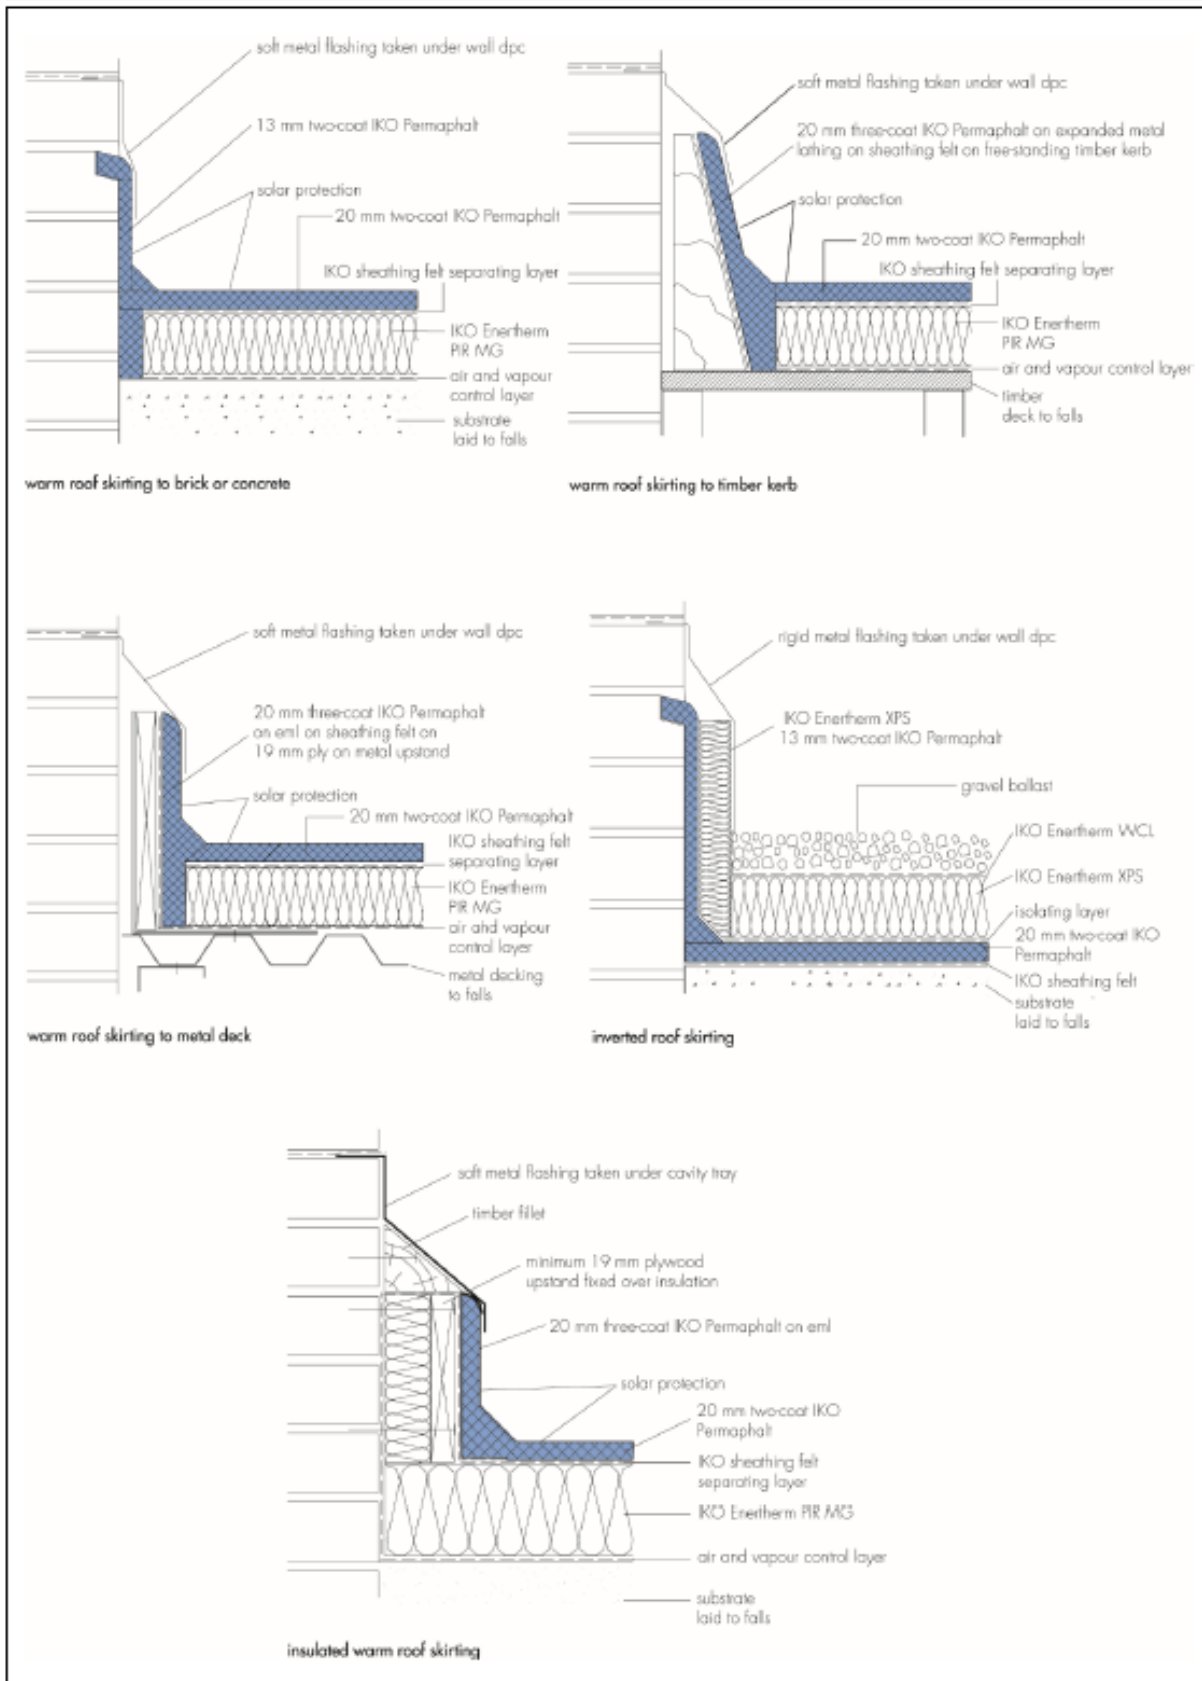 soft metal flashing taken under wall dpc
13 mm two-coat IKO Permaphalt
solar protection
20 mm two-coat IKO Permaphalt
IKO sheathing felt separating layer
IKO Enertherm
PIR MG
air and vapour
control layer
substrate
laid to falls
warm roof skirting to brick or concrete
soft metal flashing taken under wall dpc
20 mm three-coat IKO Permaphalt on expanded metal
lathing on sheathing felt on free-standing timber kerb
solar protection
20 mm two-coat IKO Permaphalt
IKO sheathing felt separating layer
IKO Enertherm
PIR MG
air and vapour control layer
timber
deck to falls
warm roof skirting to timber kerb
soft metal flashing taken under wall dpc
20 mm three-coat IKO Permaphalt
on eml on sheathing felt on
19 mm ply on metal upstand
solar protection
20 mm two-coat IKO Permaphalt
IKO sheathing felt
separating layer
IKO Enertherm
PIR MG
air and vapour
control layer
metal decking
to falls
warm roof skirting to metal deck
rigid metal flashing taken under wall dpc
IKO Enertherm XPS
13 mm two-coat IKO Permaphalt
gravel ballast
IKO Enertherm WCL
IKO Enertherm XPS
isolating layer
20 mm two-coat IKO
Permaphalt
IKO sheathing felt
substrate
laid to falls
inverted roof skirting
soft metal flashing taken under cavity tray
timber fillet
minimum 19 mm plywood
upstand fixed over insulation
20 mm three-coat IKO Permaphalt on eml
solar protection
20 mm two-coat IKO
Permaphalt
IKO sheathing felt
separating layer
IKO Enertherm PIR MG
air and vapour control layer
substrate
laid to falls
insulated warm roof skirting